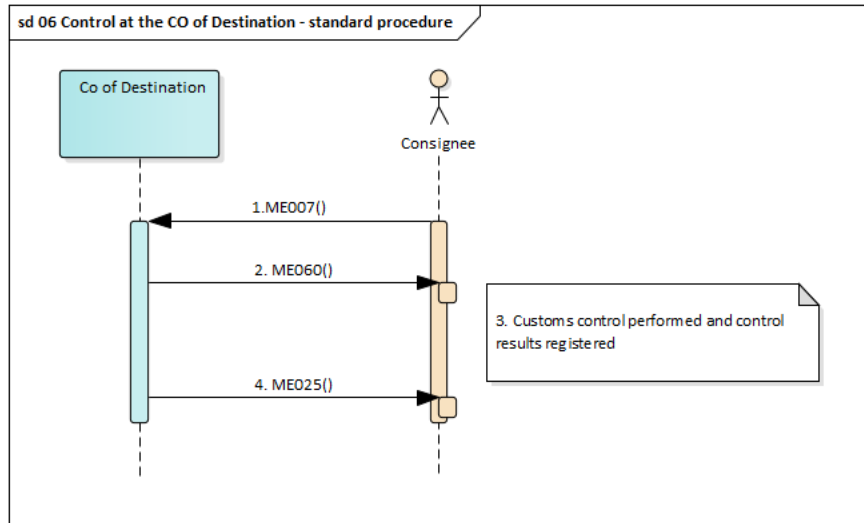 sd 06 Control at the CO of Destination - standard procedure
Co of Destination
Consignee
1.ME007()
2. ME060()
3. Customs control performed and control
results registered
4. ME025()